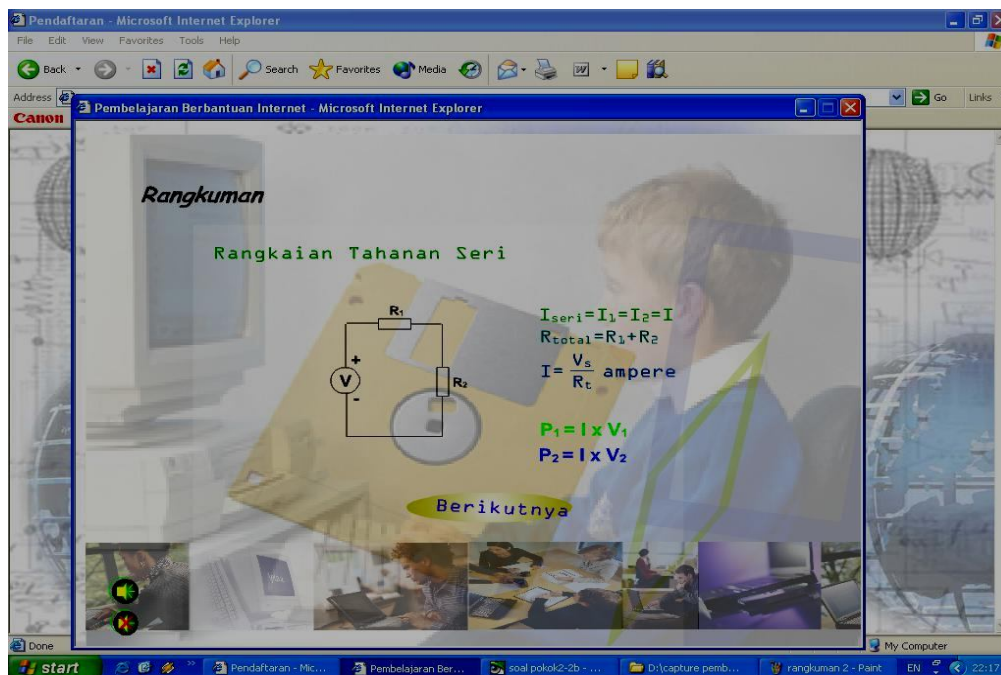 Pendaftaran - Microsoft Internet Explorer
File Edit View Favorites Tools Help
Back Search Favorites Media
Address Go Links
Canon
Pembelajaran Berbantuan Internet - Microsoft Internet Explorer
Rangkuman
Rangkaian Tahanan Seri
R₁
+
V
-
R₂
Iseri=I₁=I₂=I
Rtotal=R₁+R₂
I= Vs/Rt ampere
P₁= I x V₁
P₂= I x V₂
Berikutnya
Done My Computer
start Pendaftaran - Mic... Pembelajaran Ber... soal pokok2-2b - ... D:\capture pemb... rangkuman 2 - Paint EN 22:17